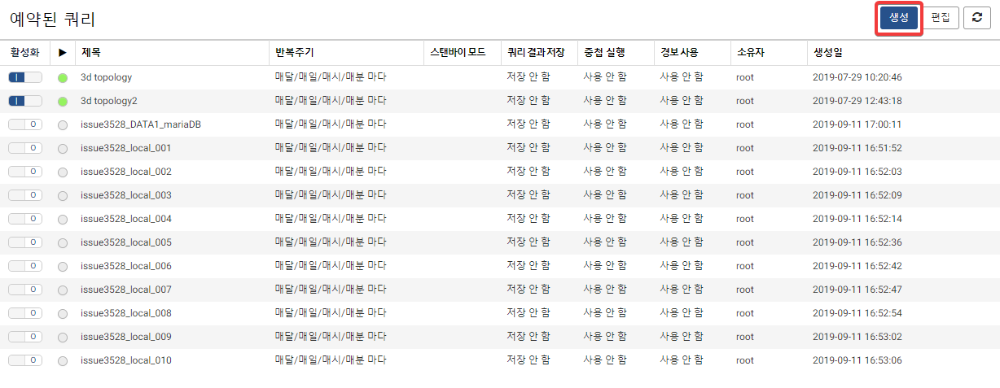 예약된 쿼리 생성 편집
활성화 ▶ 제목 반복주기 스탠바이 모드 쿼리 결과 저장 중첩 실행 경보 사용 소유자 생성일
3d topology 매달/매일/매시/매분 마다 저장 안 함 사용 안 함 사용 안 함 root 2019-07-29 10:20:46
3d topology2 매달/매일/매시/매분 마다 저장 안 함 사용 안 함 사용 안 함 root 2019-07-29 12:43:18
issue3528_DATA1_mariaDB 매달/매일/매시/매분 마다 저장 안 함 사용 안 함 사용 안 함 root 2019-09-11 17:00:11
issue3528_local_001 매달/매일/매시/매분 마다 저장 안 함 사용 안 함 사용 안 함 root 2019-09-11 16:51:52
issue3528_local_002 매달/매일/매시/매분 마다 저장 안 함 사용 안 함 사용 안 함 root 2019-09-11 16:52:03
issue3528_local_003 매달/매일/매시/매분 마다 저장 안 함 사용 안 함 사용 안 함 root 2019-09-11 16:52:09
issue3528_local_004 매달/매일/매시/매분 마다 저장 안 함 사용 안 함 사용 안 함 root 2019-09-11 16:52:14
issue3528_local_005 매달/매일/매시/매분 마다 저장 안 함 사용 안 함 사용 안 함 root 2019-09-11 16:52:36
issue3528_local_006 매달/매일/매시/매분 마다 저장 안 함 사용 안 함 사용 안 함 root 2019-09-11 16:52:42
issue3528_local_007 매달/매일/매시/매분 마다 저장 안 함 사용 안 함 사용 안 함 root 2019-09-11 16:52:47
issue3528_local_008 매달/매일/매시/매분 마다 저장 안 함 사용 안 함 사용 안 함 root 2019-09-11 16:52:54
issue3528_local_009 매달/매일/매시/매분 마다 저장 안 함 사용 안 함 사용 안 함 root 2019-09-11 16:53:02
issue3528_local_010 매달/매일/매시/매분 마다 저장 안 함 사용 안 함 사용 안 함 root 2019-09-11 16:53:06